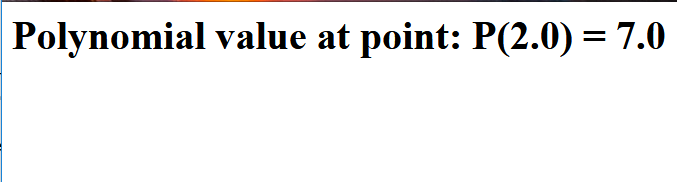 Polynomial value at point: P(2.0) = 7.0